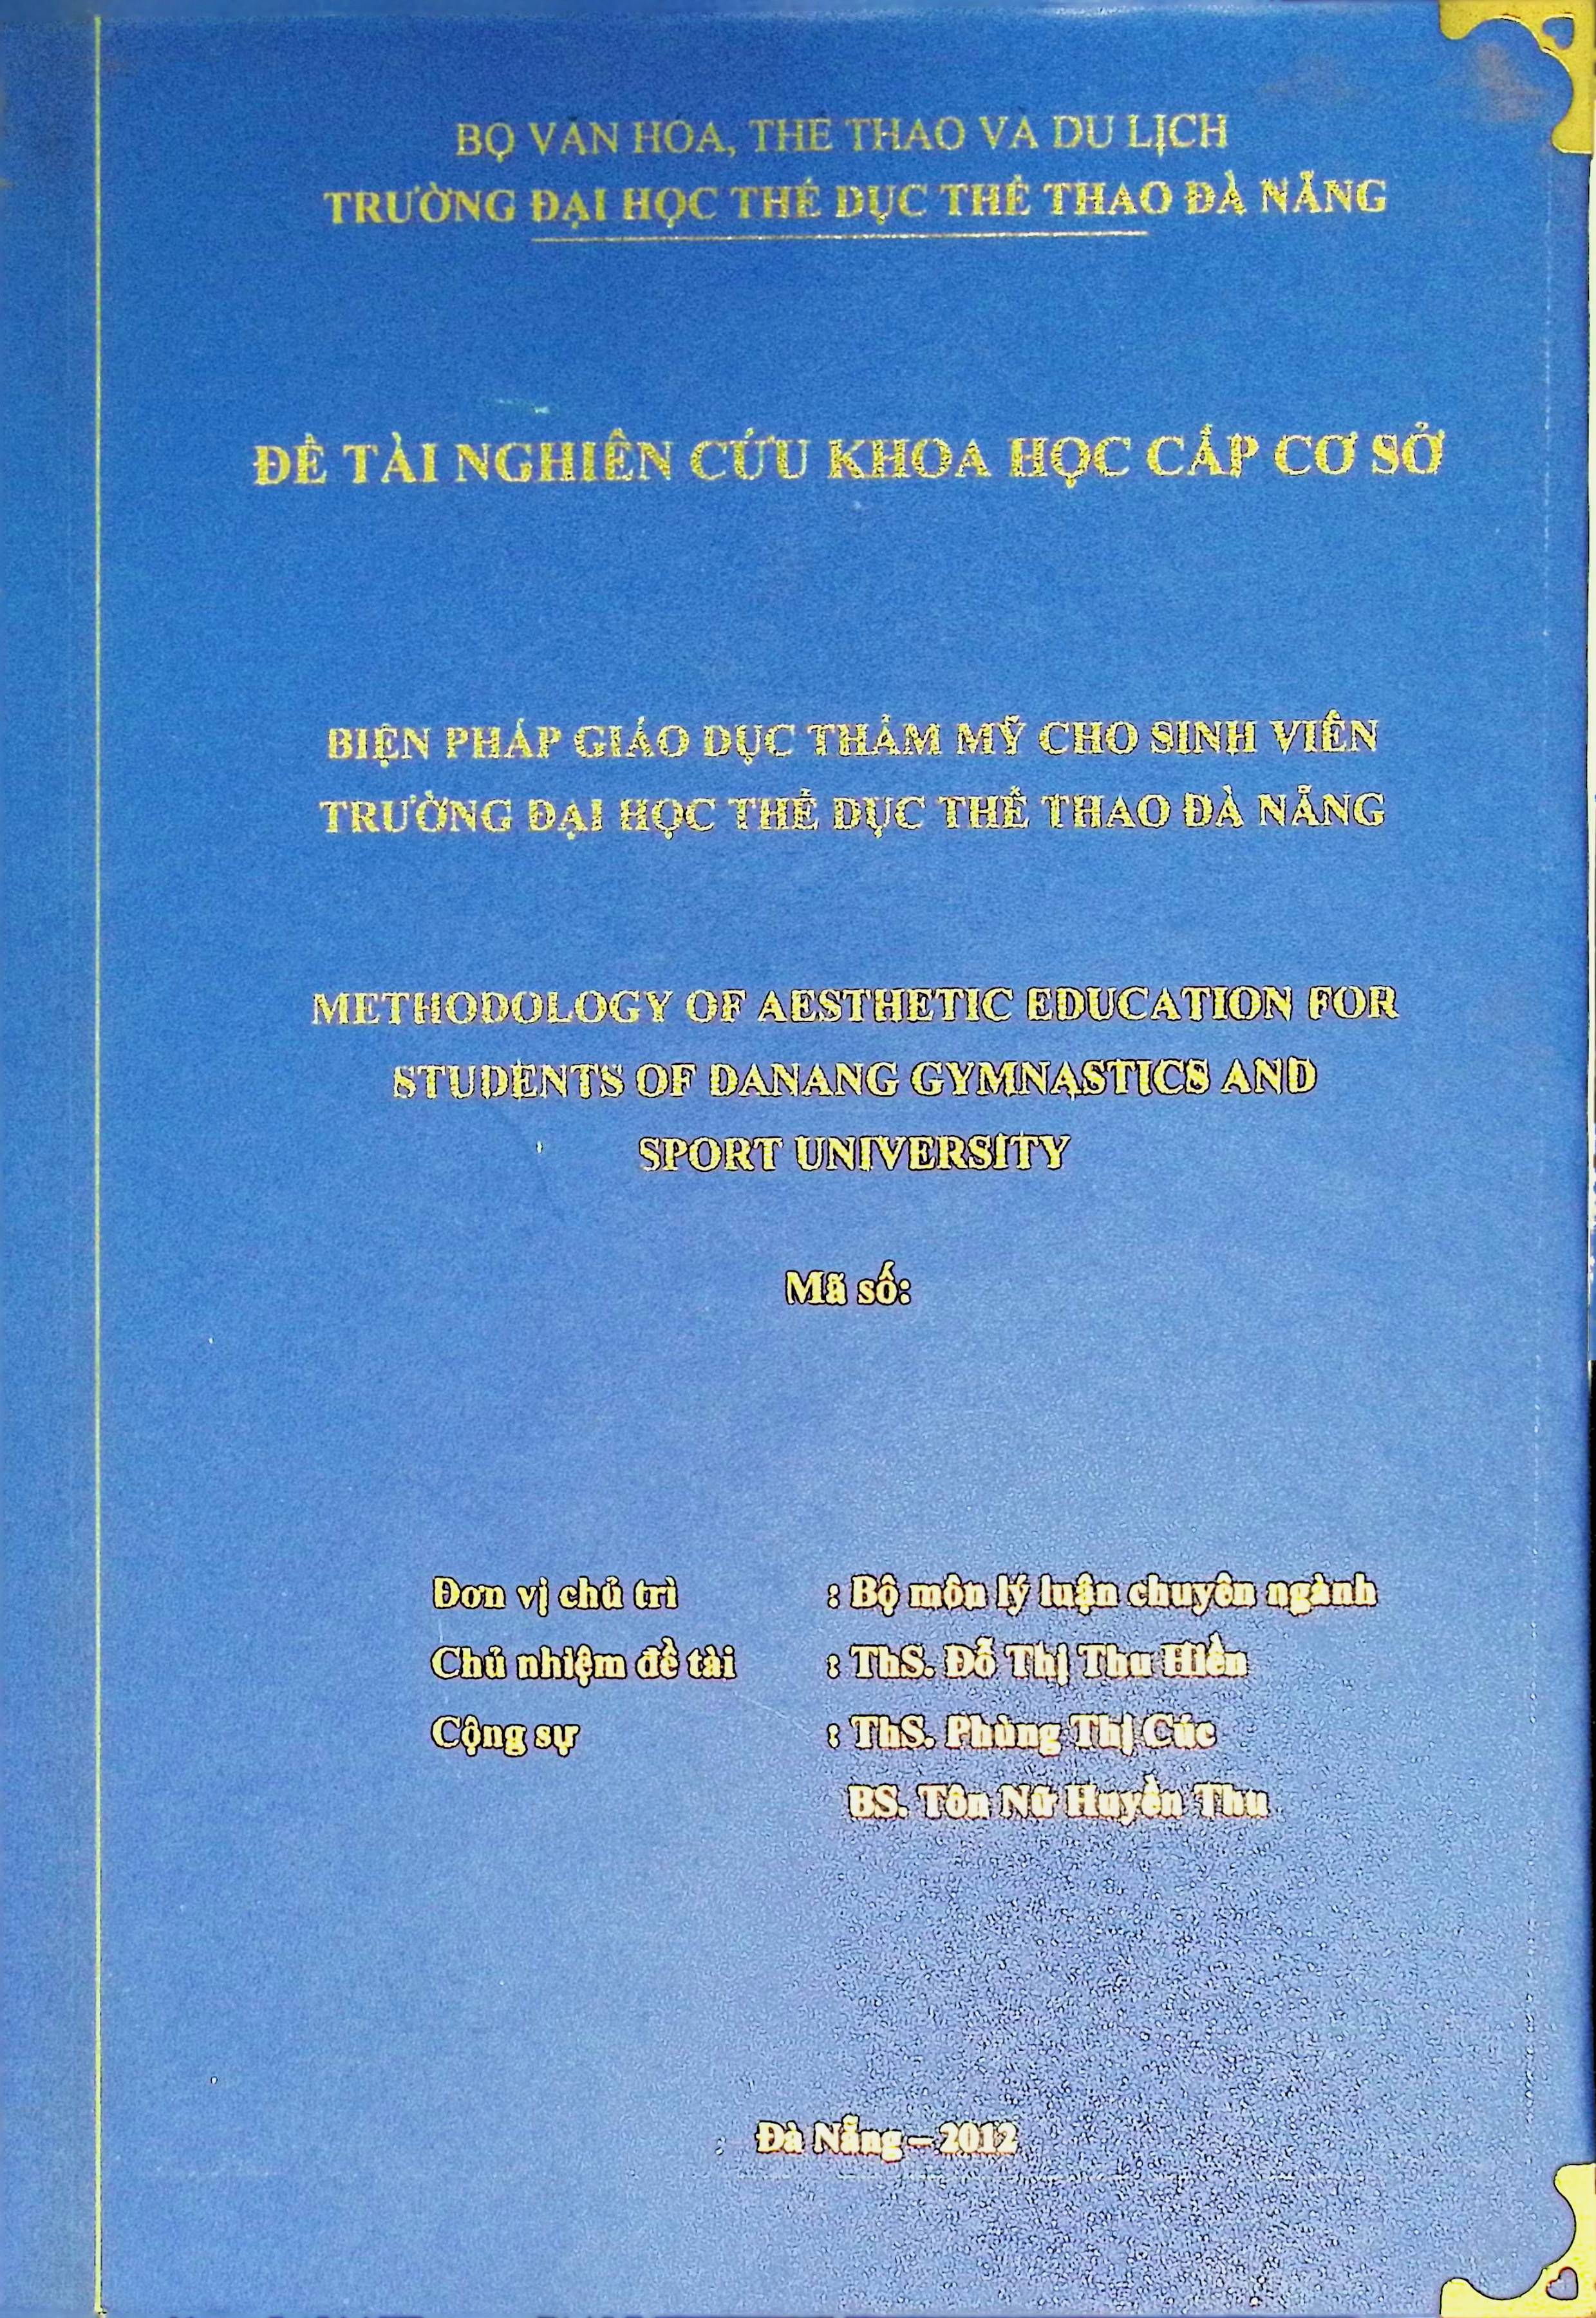 BỘ VĂN HÓA, THỂ THAO VÀ DU LỊCH
TRƯỜNG ĐẠI HỌC THỂ DỤC THỂ THAO ĐÀ NẴNG
ĐỀ TÀI NGHIÊN CỨU KHOA HỌC CẤP CƠ SỞ
BIỆN PHÁP GIÁO DỤC THẨM MỸ CHO SINH VIÊN
TRƯỜNG ĐẠI HỌC THỂ DỤC THỂ THAO ĐÀ NẴNG
METHODOLOGY OF AESTHETIC EDUCATION FOR
STUDENTS OF DANANG GYMNASTICS AND
SPORT UNIVERSITY
Mã số:
Đơn vị chủ trì : Bộ môn lý luận chuyên ngành
Chủ nhiệm đề tài : ThS. Đỗ Thị Thu Hiền
Cộng sự : ThS. Phùng Thị Cúc
BS. Tôn Nữ Huyền Thu
Đà Nẵng – 2012